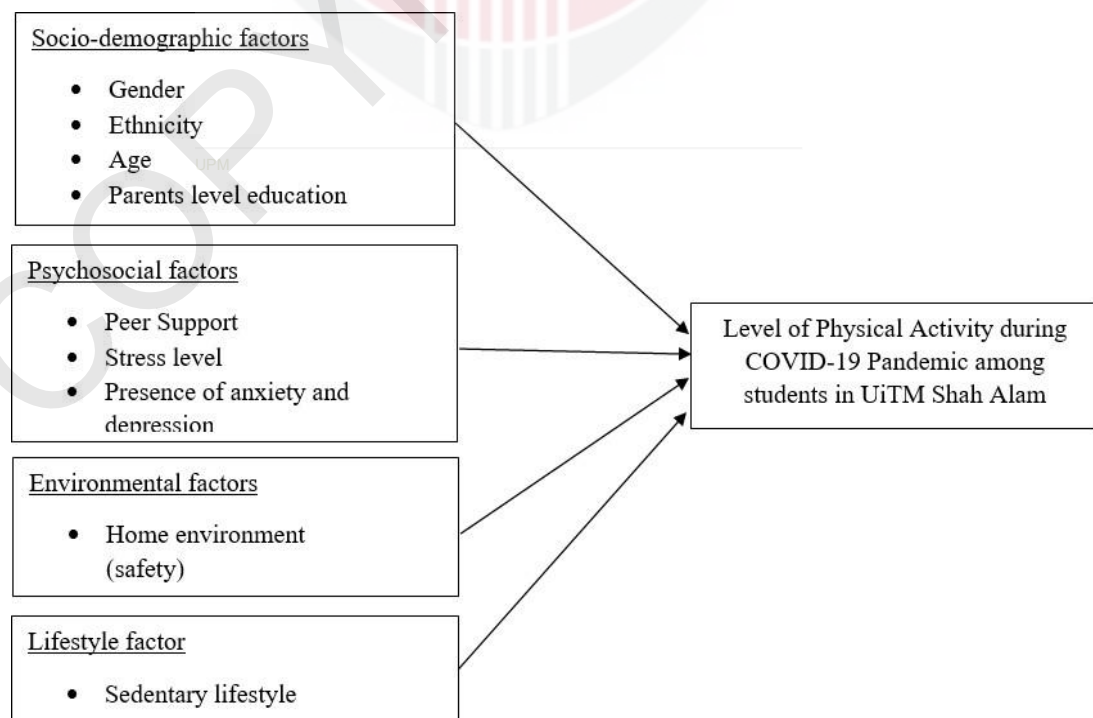 Socio-demographic factors
• Gender
• Ethnicity
• Age
• Parents level education
UPM
Psychosocial factors
• Peer Support
• Stress level
• Presence of anxiety and
depression
Environmental factors
• Home environment
(safety)
Lifestyle factor
• Sedentary lifestyle
Level of Physical Activity during
COVID-19 Pandemic among
students in UiTM Shah Alam